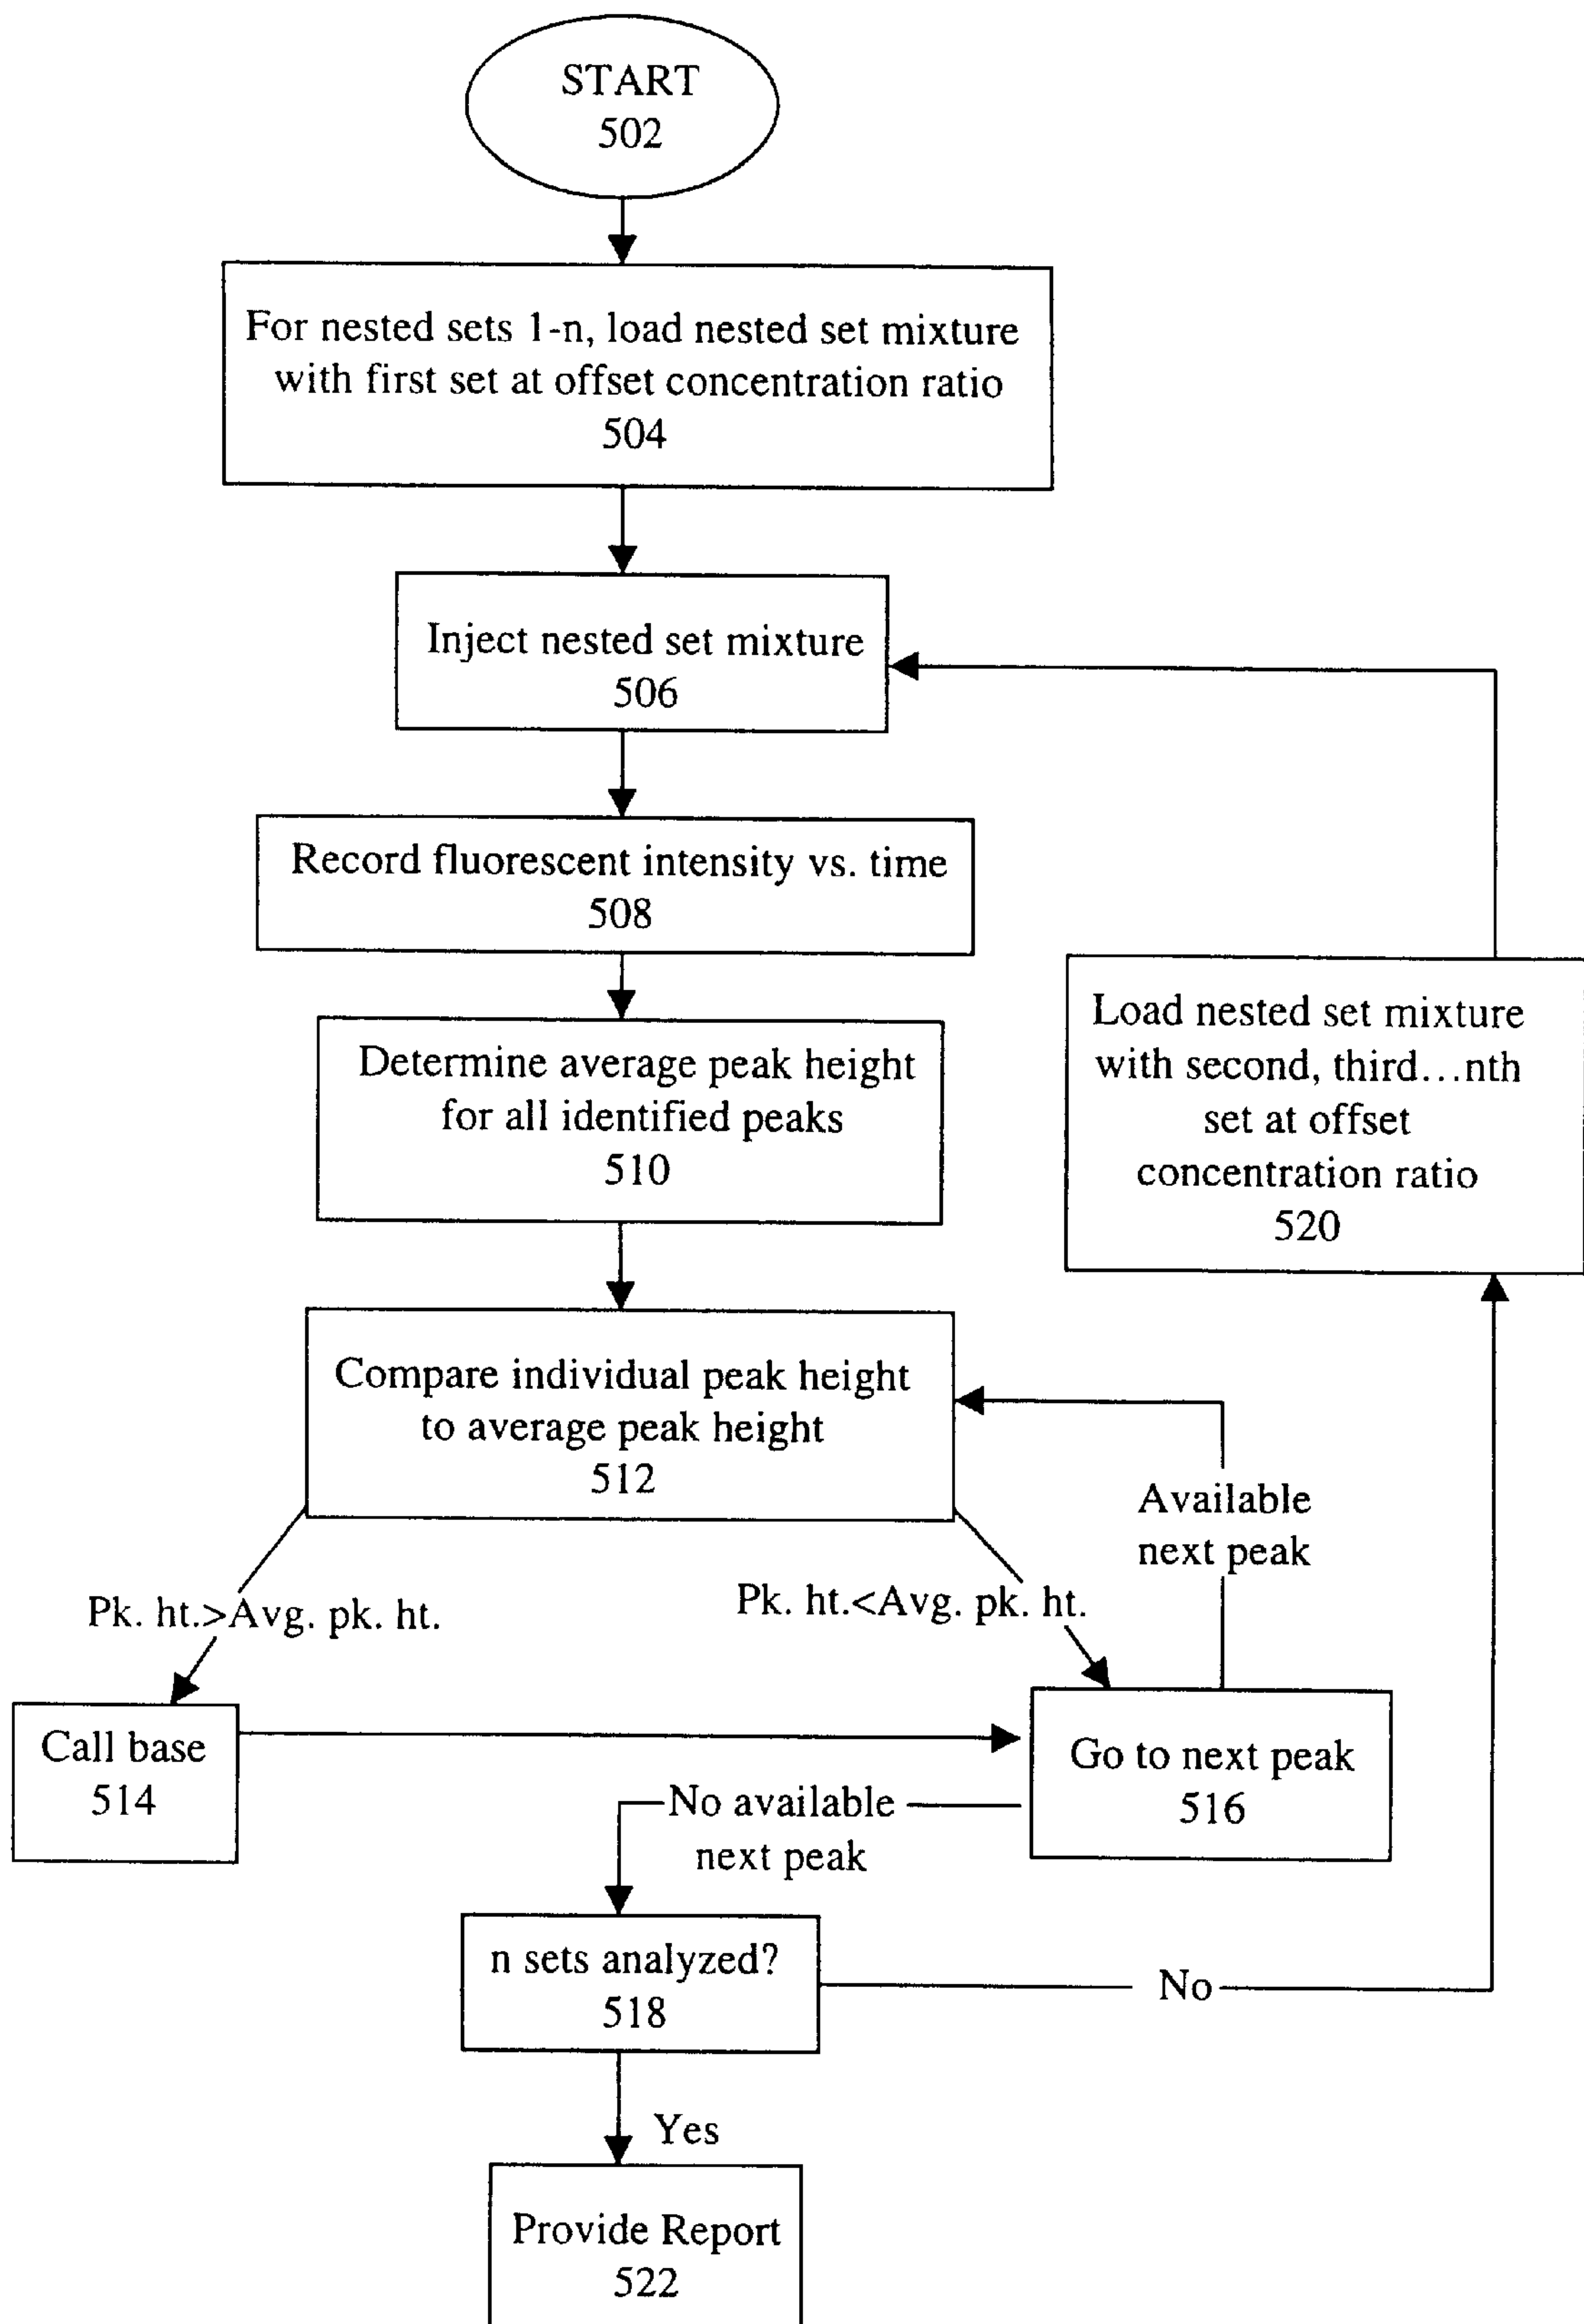 START
502
For nested sets 1-n, load nested set mixture
with first set at offset concentration ratio
504
Inject nested set mixture
506
Record fluorescent intensity vs. time
508
Determine average peak height
for all identified peaks
510
Load nested set mixture
with second, third...nth
set at offset
concentration ratio
520
Compare individual peak height
to average peak height
512
Available
next peak
Pk. ht.>Avg. pk. ht.
Pk. ht.<Avg. pk. ht.
Call base
514
Go to next peak
516
No available
next peak
n sets analyzed?
518
No
Yes
Provide Report
522